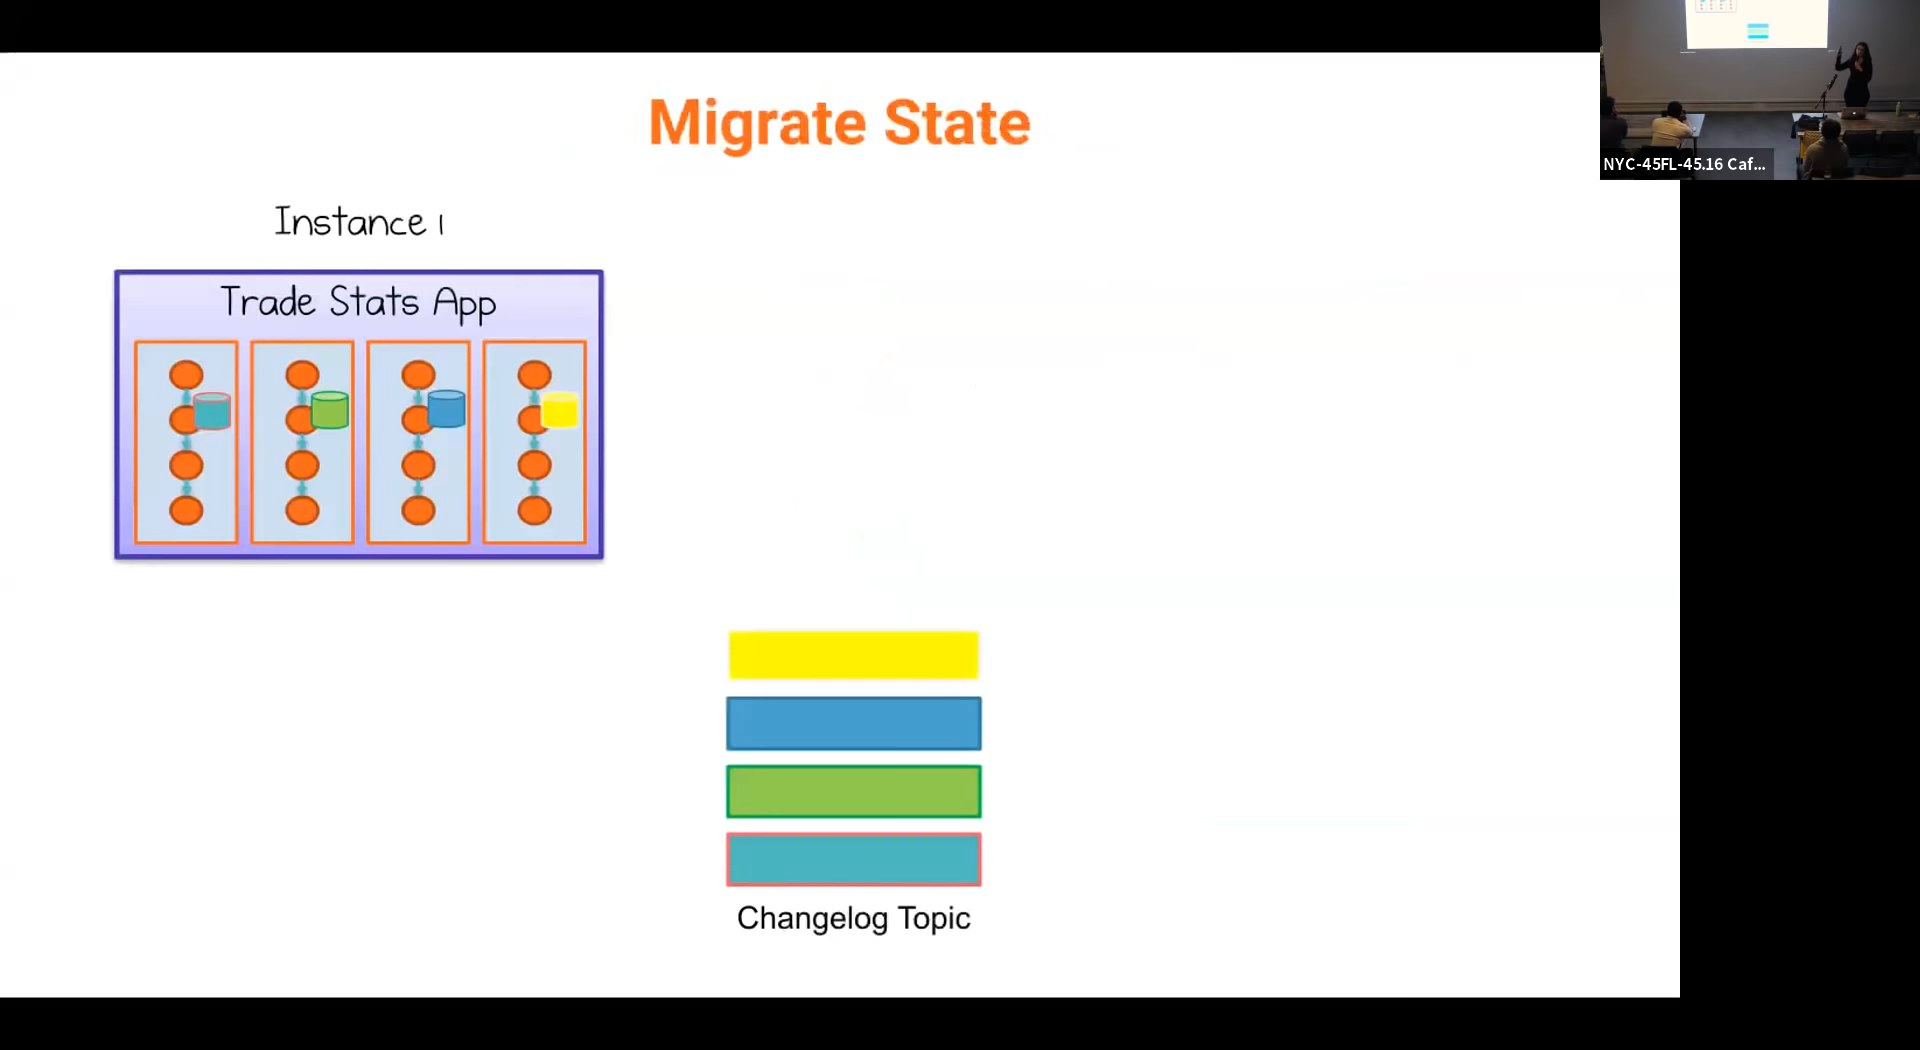 Migrate State
NYC-45FL-45.16 Caf...
Instance 1
Trade Stats App
Changelog Topic